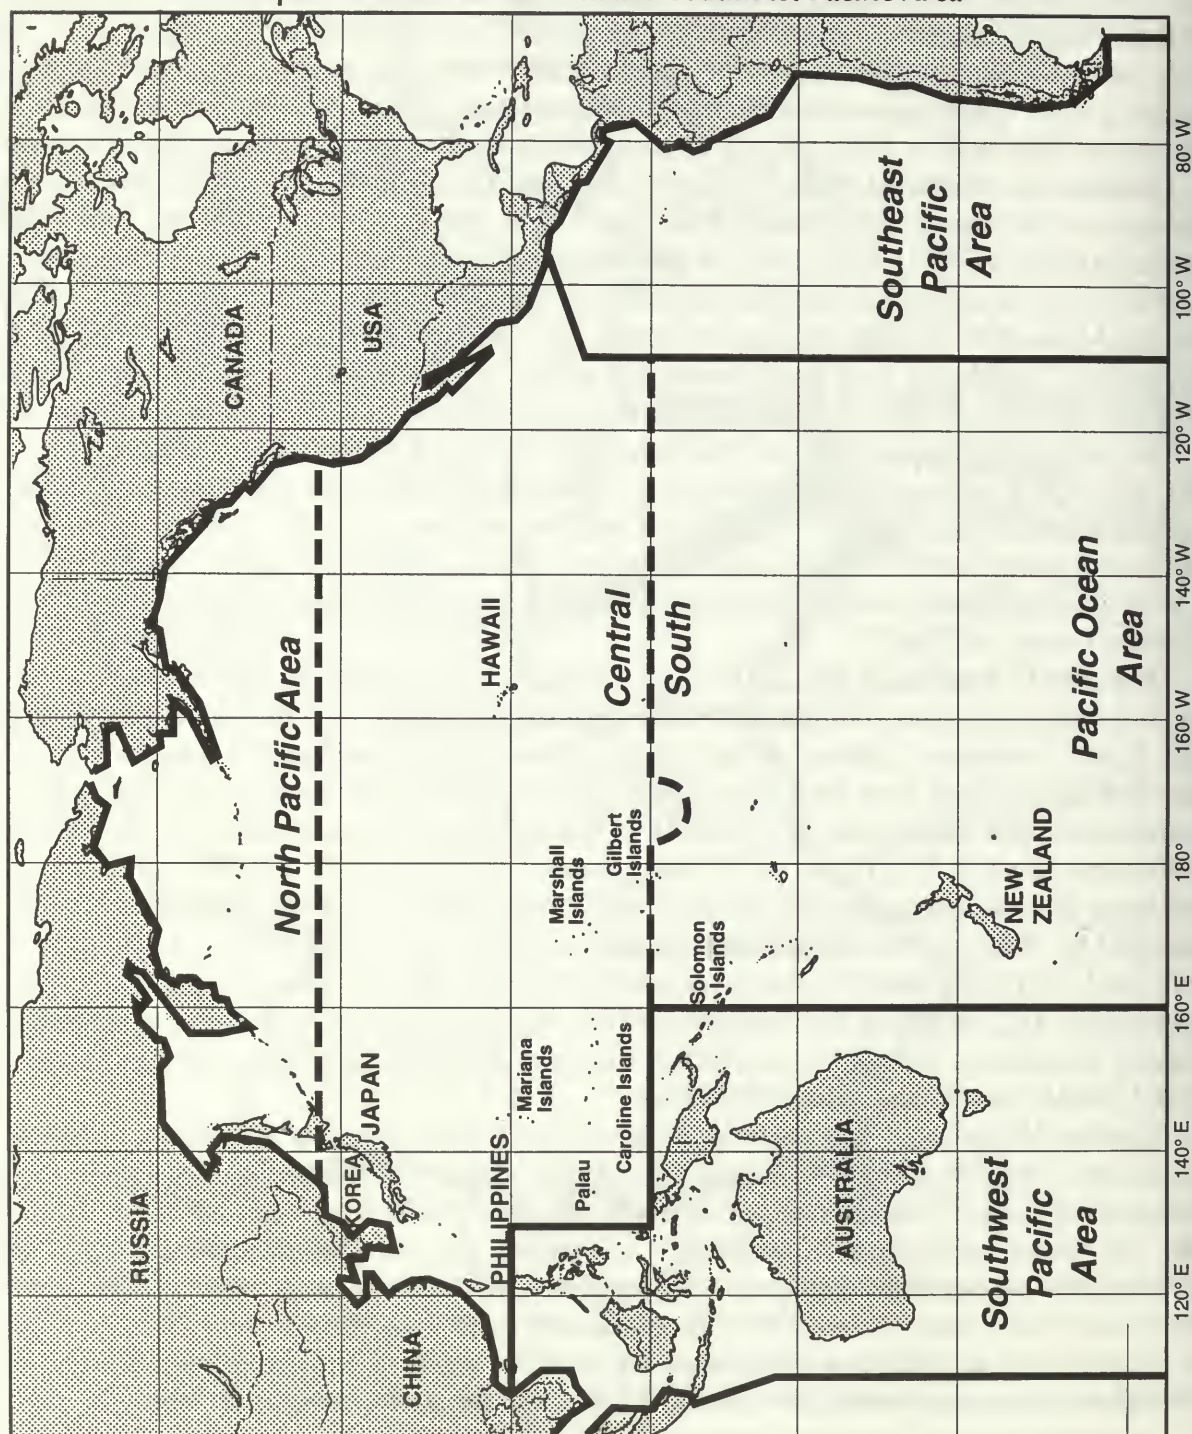 Pacific Area
RUSSIA
CANADA
USA
CHINA
KOREA
JAPAN
North Pacific Area
HAWAII
PHILIPPINES
Mariana
Islands
Marshall
Islands
Palau
Caroline Islands
Gilbert
Islands
Central
South
Solomon
Islands
AUSTRALIA
NEW
ZEALAND
Southwest
Pacific
Area
Southeast
Pacific
Area
Pacific Ocean
Area
120° E
140° E
160° E
180°
160° W
140° W
120° W
100° W
80° W